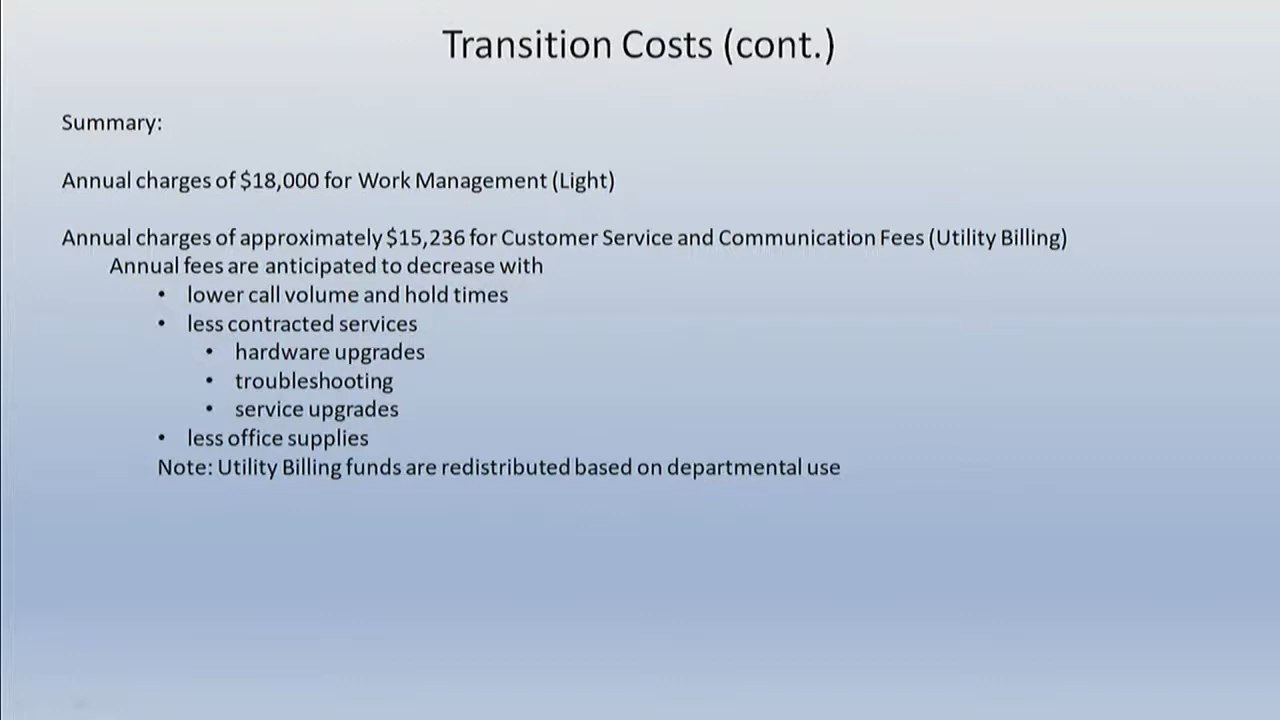 Transition Costs (cont.)
Summary:
Annual charges of $18,000 for Work Management (Light)
Annual charges of approximately $15,236 for Customer Service and Communication Fees (Utility Billing)
Annual fees are anticipated to decrease with
• lower call volume and hold times
• less contracted services
• hardware upgrades
• troubleshooting
• service upgrades
• less office supplies
Note: Utility Billing funds are redistributed based on departmental use